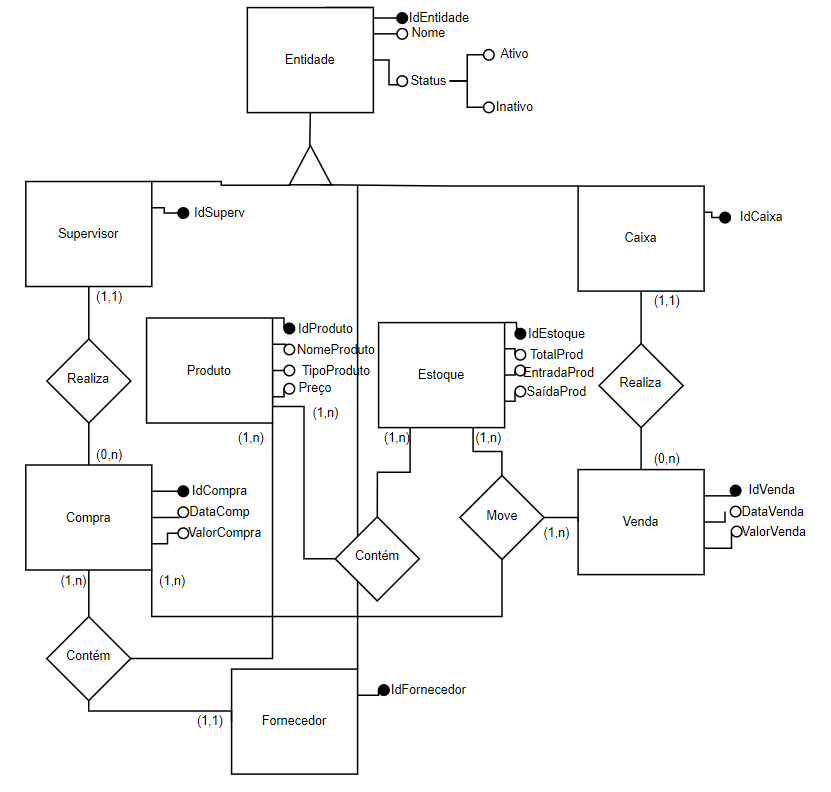 IdEntidade
Nome
Entidade
Ativo
Status
Inativo
IdSuperv
IdCaixa
Supervisor
Caixa
(1,1)
(1,1)
IdProduto
IdEstoque
NomeProduto
TotalProd
Produto
TipoProduto
Estoque
EntradaProd
Realiza
Realiza
Preço
SaídaProd
(1,n)
(1,n)
(1,n)
(1,n)
(0,n)
(0,n)
IdCompra
IdVenda
DataComp
DataVenda
Compra
Move
Venda
ValorCompra
(1,n)
ValorVenda
Contém
(1,n)
(1,n)
Contém
IdFornecedor
(1,1)
Fornecedor